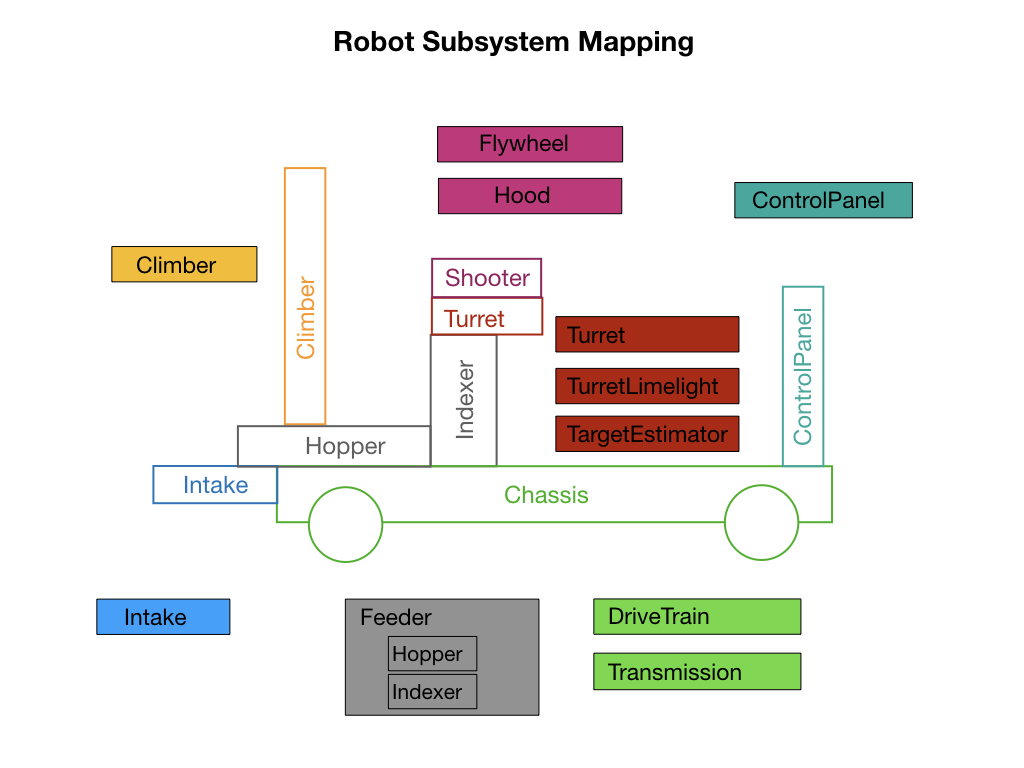 Robot Subsystem Mapping
Flywheel
Hood
ControlPanel
Climber
Climber
Shooter
Turret
Indexer
Turret
TurretLimelight
TargetEstimator
ControlPanel
Hopper
Intake
Chassis
Intake
Feeder
Hopper
Indexer
DriveTrain
Transmission